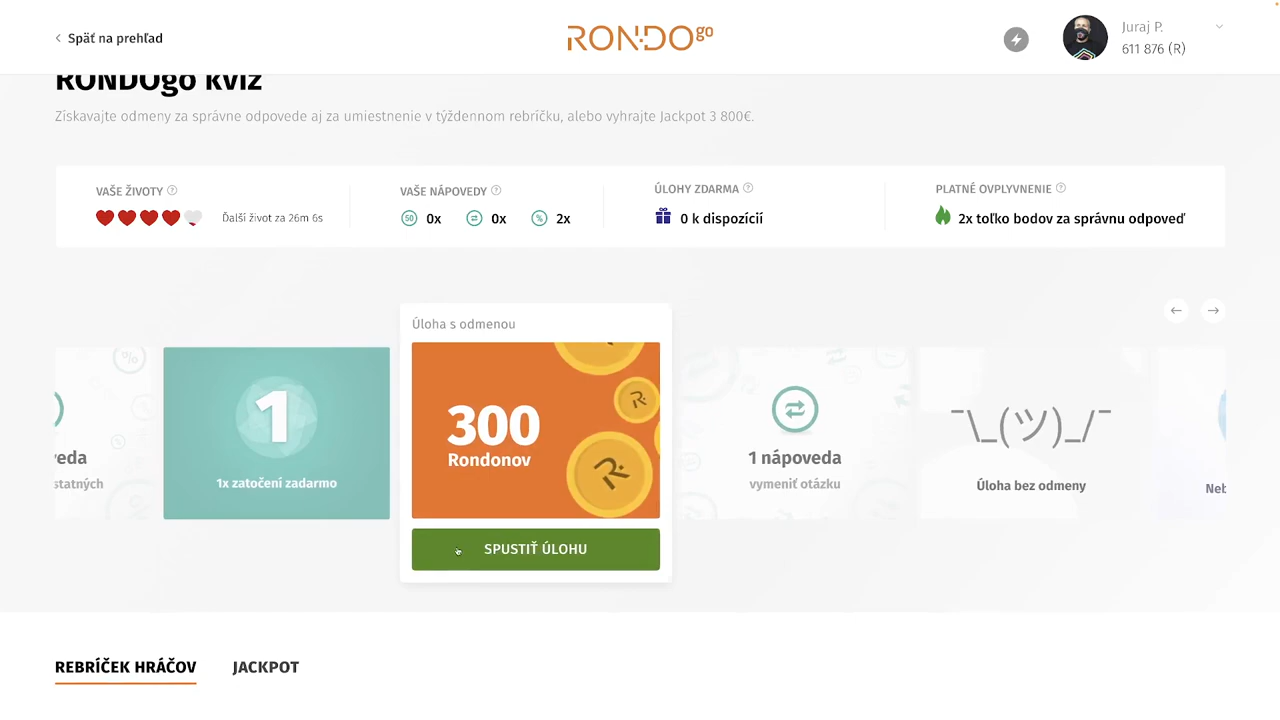 Späť na prehľad
RONDOgo
Juraj P.
611 876 (R)
RONDOgo kvíz
Získavajte odmeny za správne odpovede aj za umiestnenie v týždennom rebríčku, alebo vyhrajte Jackpot 3 800€.
VAŠE ŽIVOTY
Ďalší život za 26m 6s
VAŠE NÁPOVEDY
50 0x
0x
% 2x
ÚLOHY ZDARMA
0 k dispozícií
PLATNÉ OVPLYVNENIE
2x toľko bodov za správnu odpoveď
veda
statných
1
1x zatočení zadarmo
Úloha s odmenou
300
Rondonov
SPUSTIŤ ÚLOHU
1 nápoveda
vymeniť otázku
¯\_(ツ)_/¯
Úloha bez odmeny
Neb
REBRÍČEK HRÁČOV
JACKPOT